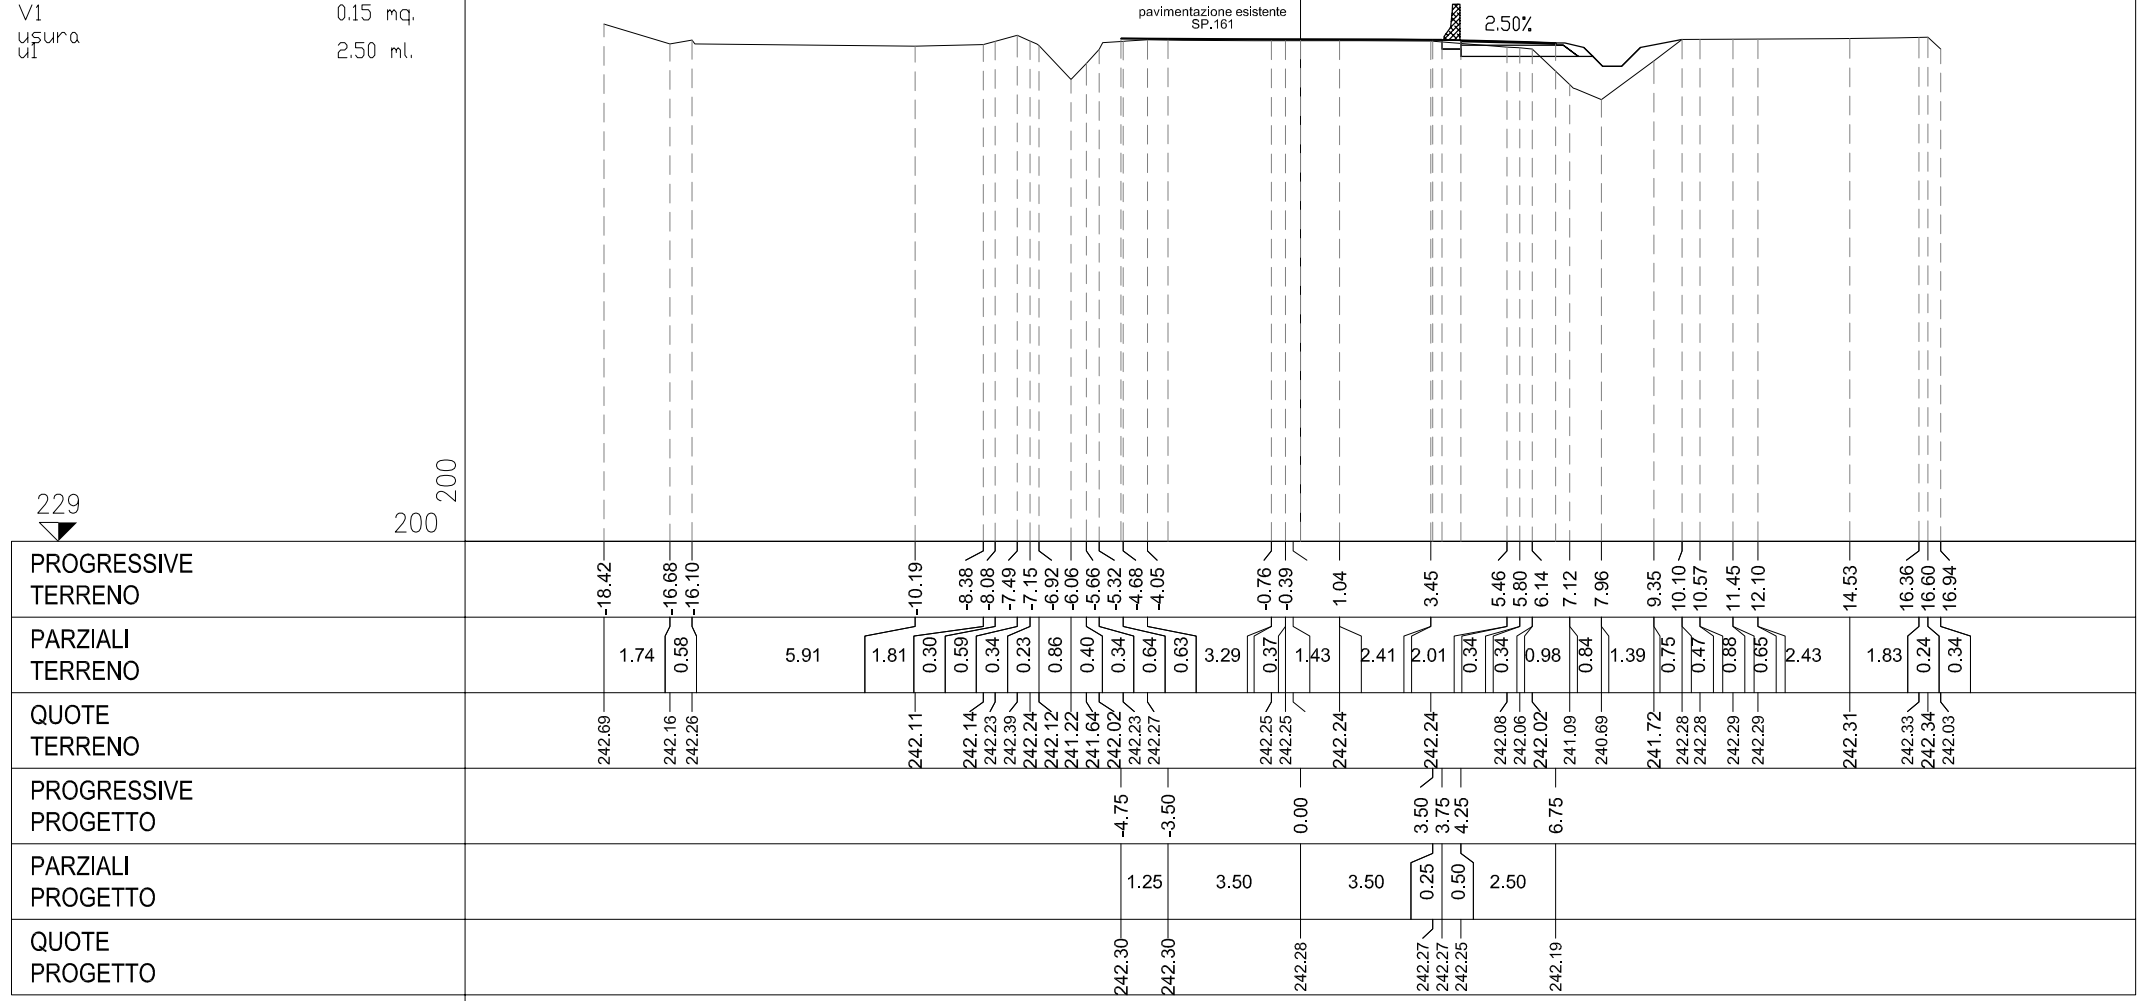 V1 0.15 mq.
usura
u1 2.50 ml.
pavimentazione esistente
SP.161
2.50%
200
229
200
PROGRESSIVE
TERRENO
-18.42 -16.68 -16.10 -10.19 -8.38 -8.08 -7.49 -7.15 -6.92 -6.06 -5.66 -5.32 -4.68 -4.05 -0.76 -0.39 1.04 3.45 5.46 5.80 6.14 7.12 7.96 9.35 10.10 10.57 11.45 12.10 14.53 16.36 16.60 16.94
PARZIALI
TERRENO
1.74 0.58 5.91 1.81 0.30 0.59 0.34 0.23 0.86 0.40 0.34 0.64 0.63 3.29 0.37 1.43 2.41 2.01 0.34 0.34 0.98 0.84 1.39 0.75 0.47 0.88 0.65 2.43 1.83 0.24 0.34
QUOTE
TERRENO
242.69 242.16 242.26 242.11 242.14 242.23 242.39 242.24 242.12 241.22 241.64 242.02 242.23 242.27 242.25 242.25 242.24 242.24 242.08 242.06 242.02 241.09 240.69 241.72 242.28 242.28 242.29 242.29 242.31 242.33 242.34 242.03
PROGRESSIVE
PROGETTO
-4.75 -3.50 0.00 3.50 3.75 4.25 6.75
PARZIALI
PROGETTO
1.25 3.50 3.50 0.25 0.50 2.50
QUOTE
PROGETTO
242.30 242.30 242.28 242.27 242.27 242.25 242.19